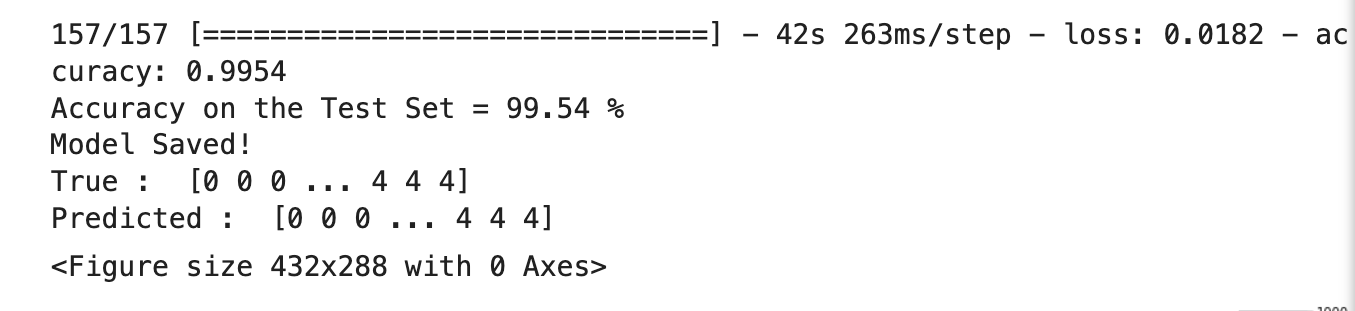 157/157 [==============================] - 42s 263ms/step - loss: 0.0182 - ac
curacy: 0.9954
Accuracy on the Test Set = 99.54 %
Model Saved!
True :  [0 0 0 ... 4 4 4]
Predicted :  [0 0 0 ... 4 4 4]
<Figure size 432x288 with 0 Axes>